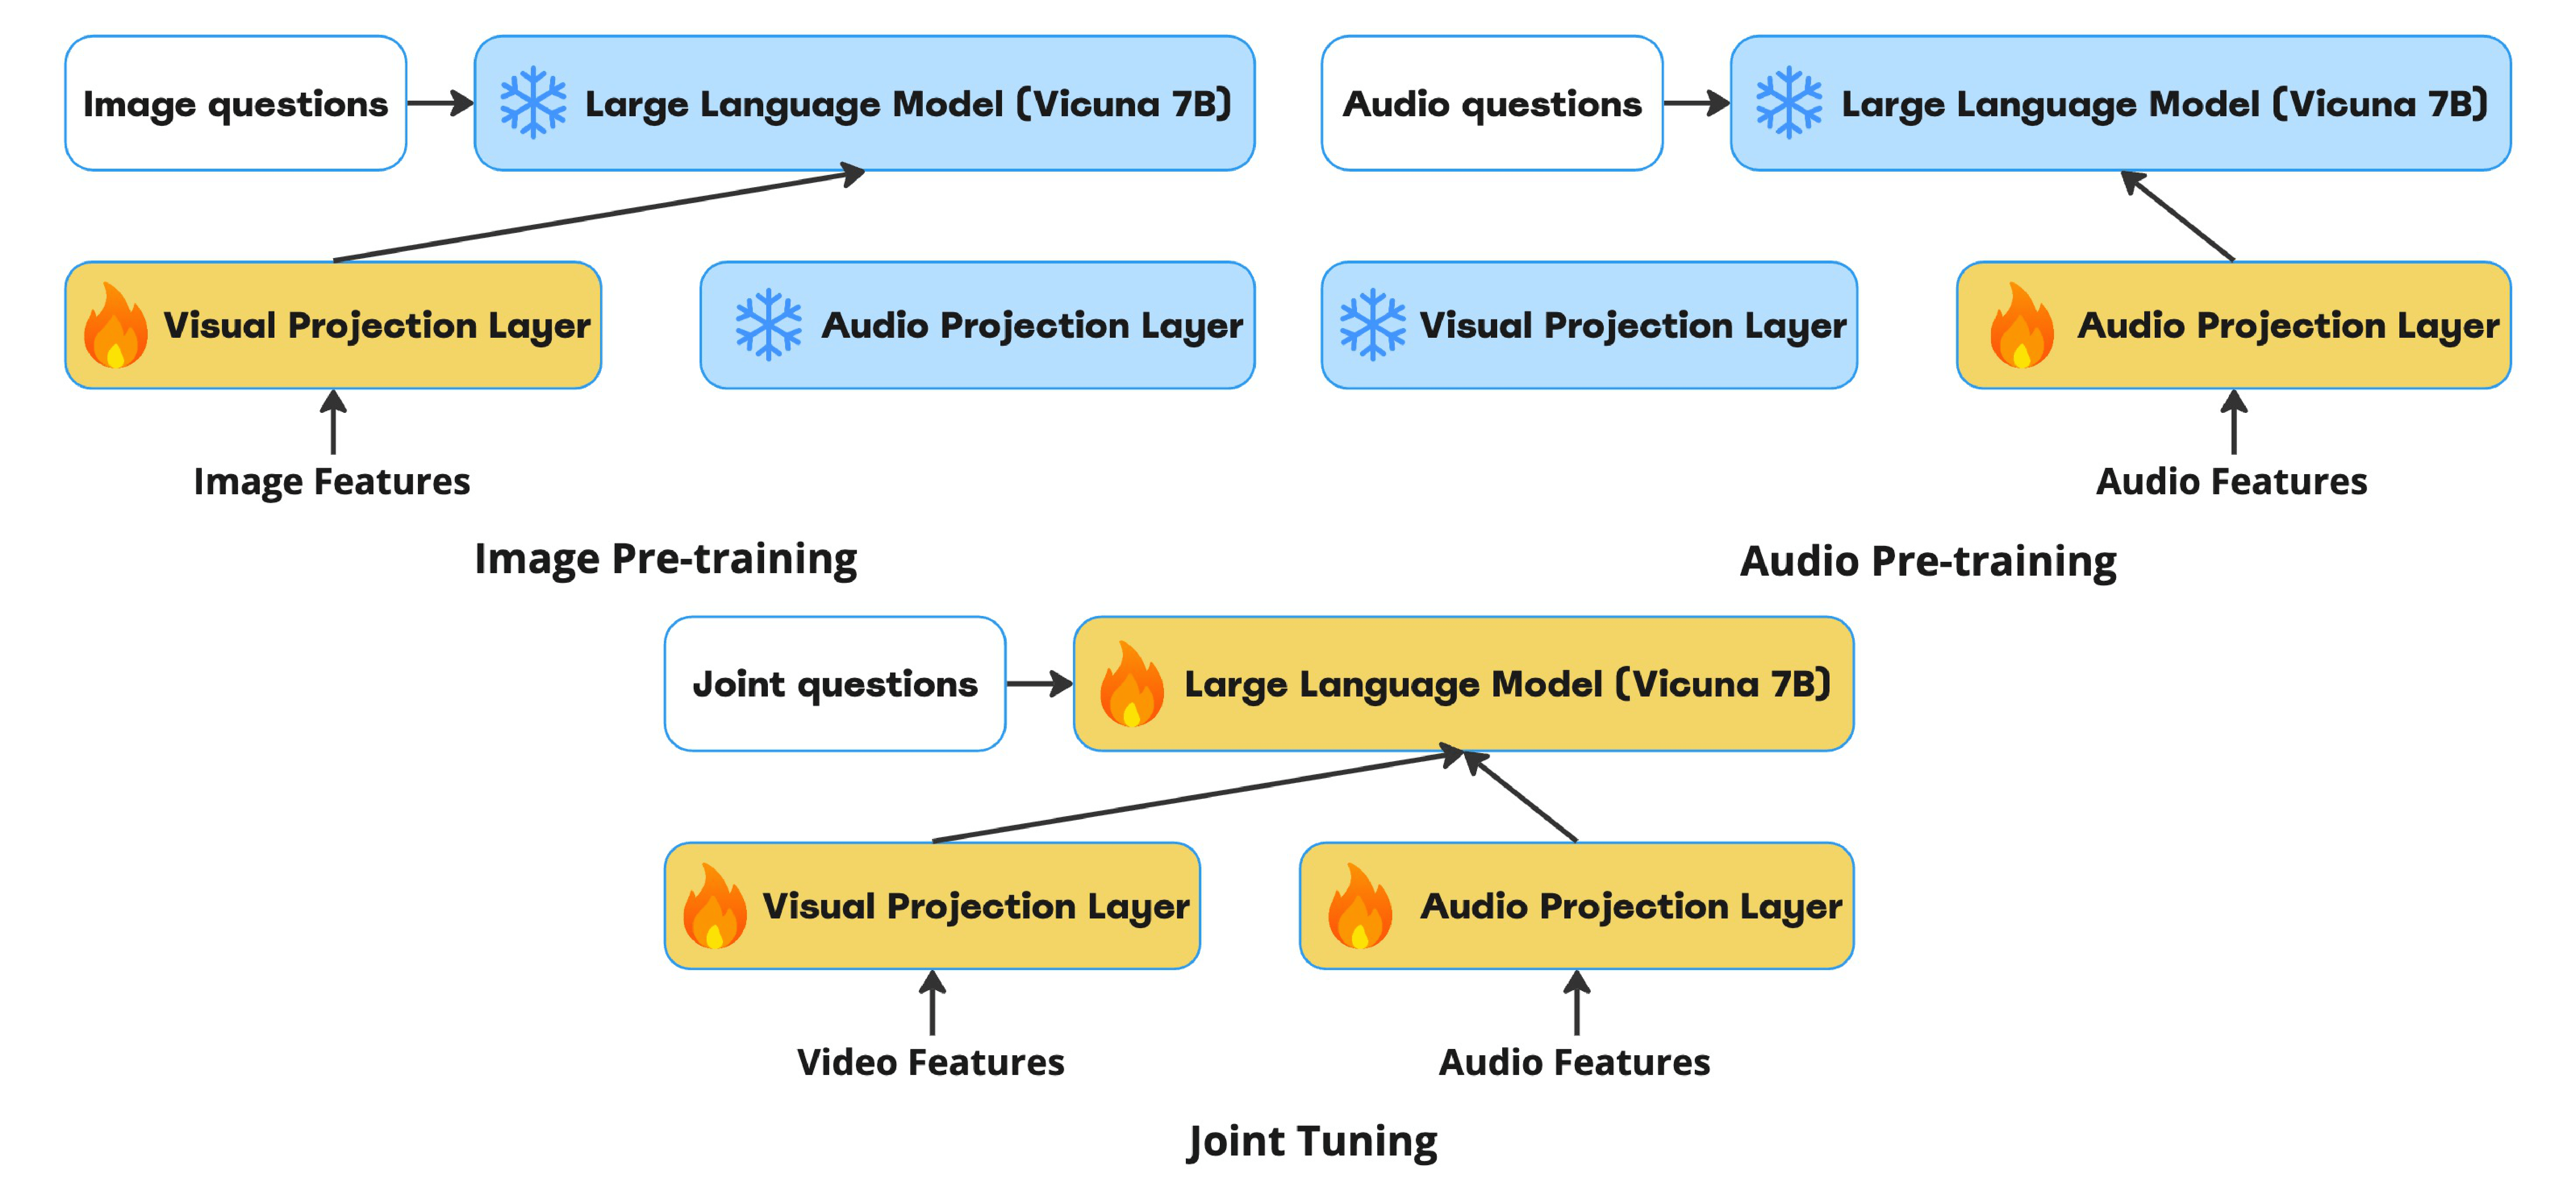 Image questions
Large Language Model (Vicuna 7B)
Visual Projection Layer
Audio Projection Layer
Image Features
Image Pre-training
Audio questions
Large Language Model (Vicuna 7B)
Visual Projection Layer
Audio Projection Layer
Audio Features
Audio Pre-training
Joint questions
Large Language Model (Vicuna 7B)
Visual Projection Layer
Audio Projection Layer
Video Features
Audio Features
Joint Tuning